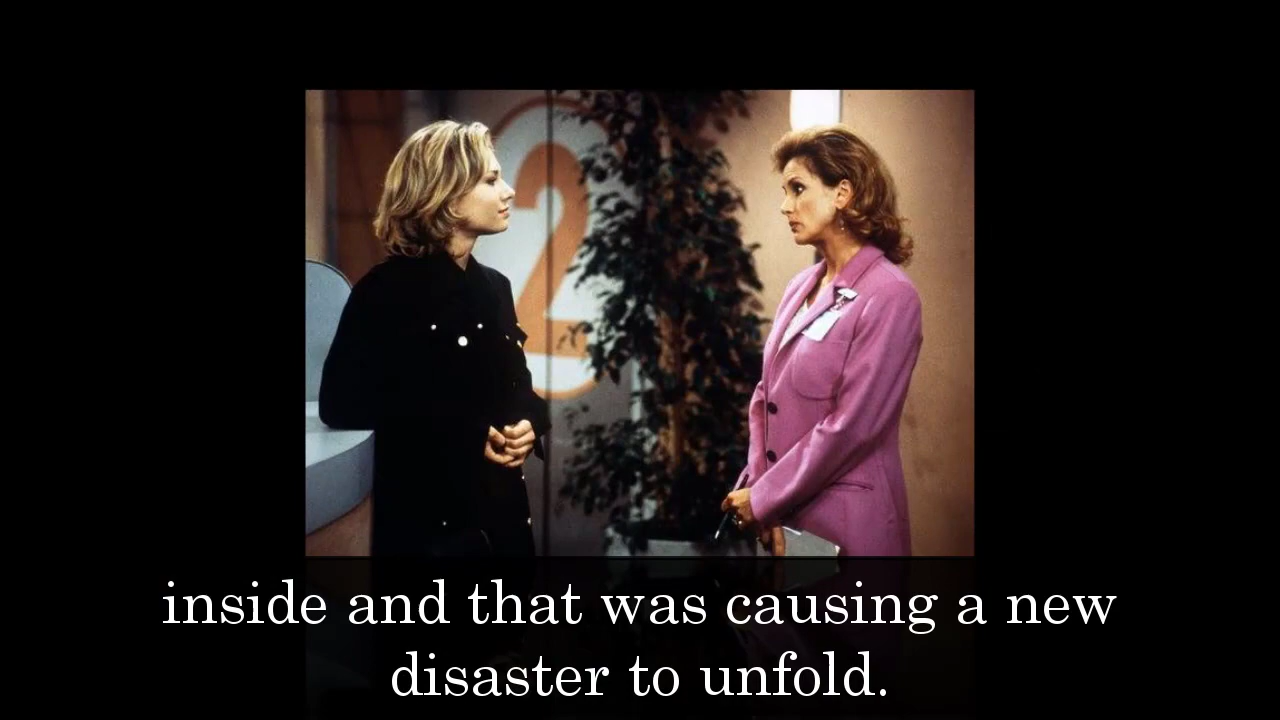 2
inside and that was causing a new
disaster to unfold.